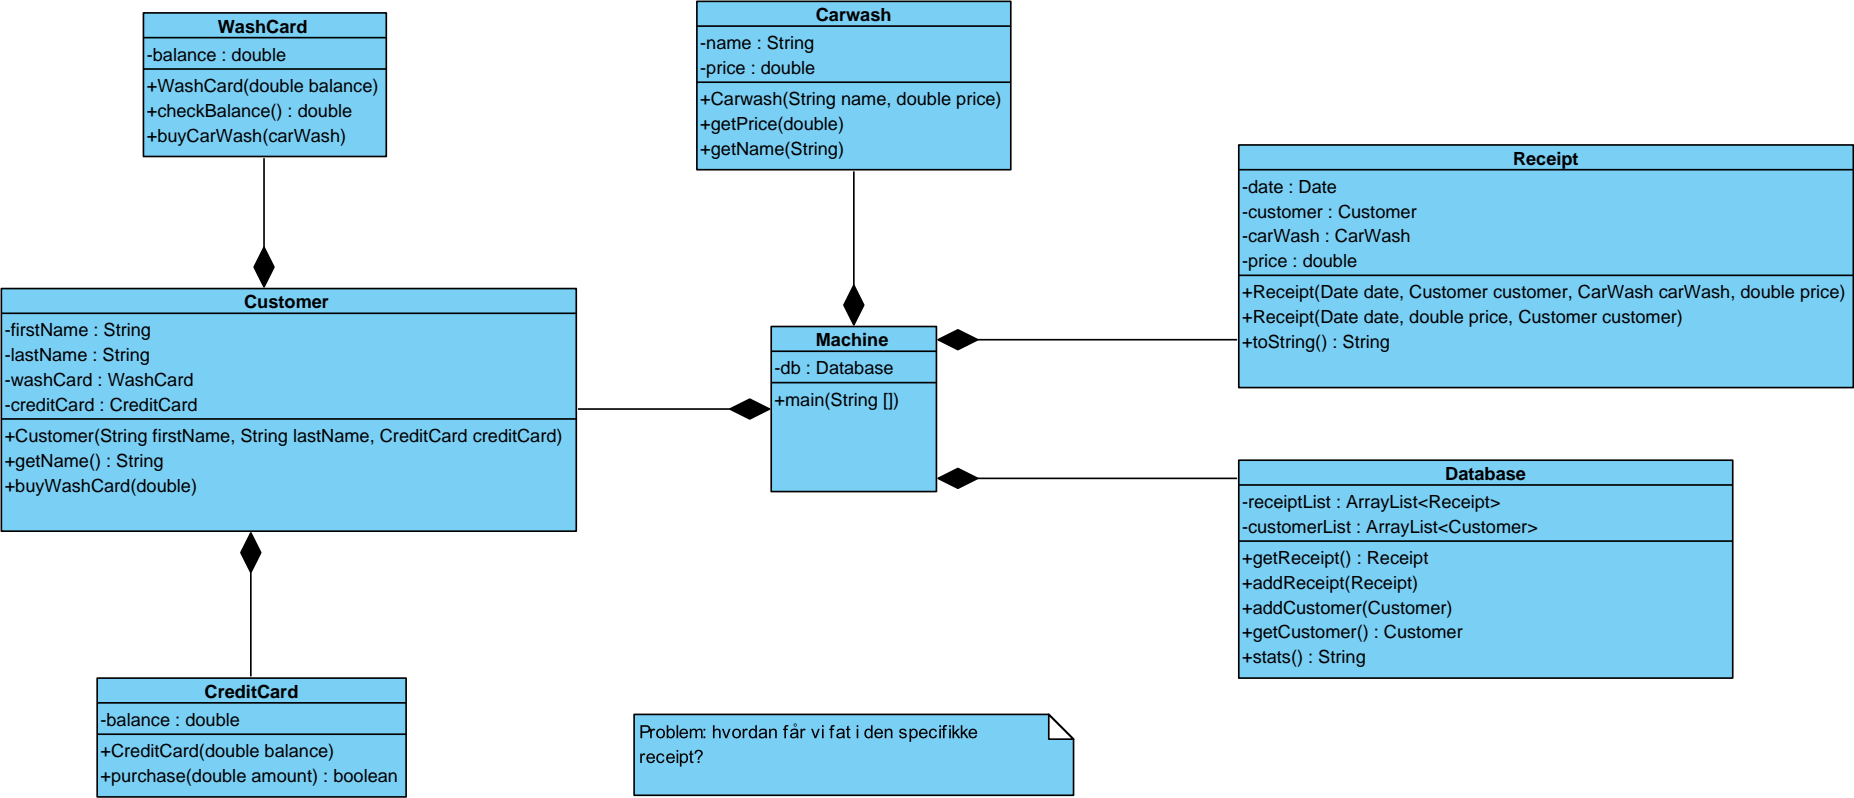 WashCard
-balance : double
+WashCard(double balance)
+checkBalance() : double
+buyCarWash(carWash)
Carwash
-name : String
-price : double
+Carwash(String name, double price)
+getPrice(double)
+getName(String)
Receipt
-date : Date
-customer : Customer
-carWash : CarWash
-price : double
+Receipt(Date date, Customer customer, CarWash carWash, double price)
+Receipt(Date date, double price, Customer customer)
+toString() : String
Customer
-firstName : String
-lastName : String
-washCard : WashCard
-creditCard : CreditCard
+Customer(String firstName, String lastName, CreditCard creditCard)
+getName() : String
+buyWashCard(double)
Machine
-db : Database
+main(String [])
Database
-receiptList : ArrayList<Receipt>
-customerList : ArrayList<Customer>
+getReceipt() : Receipt
+addReceipt(Receipt)
+addCustomer(Customer)
+getCustomer() : Customer
+stats() : String
CreditCard
-balance : double
+CreditCard(double balance)
+purchase(double amount) : boolean
Problem: hvordan får vi fat i den specifikke
receipt?